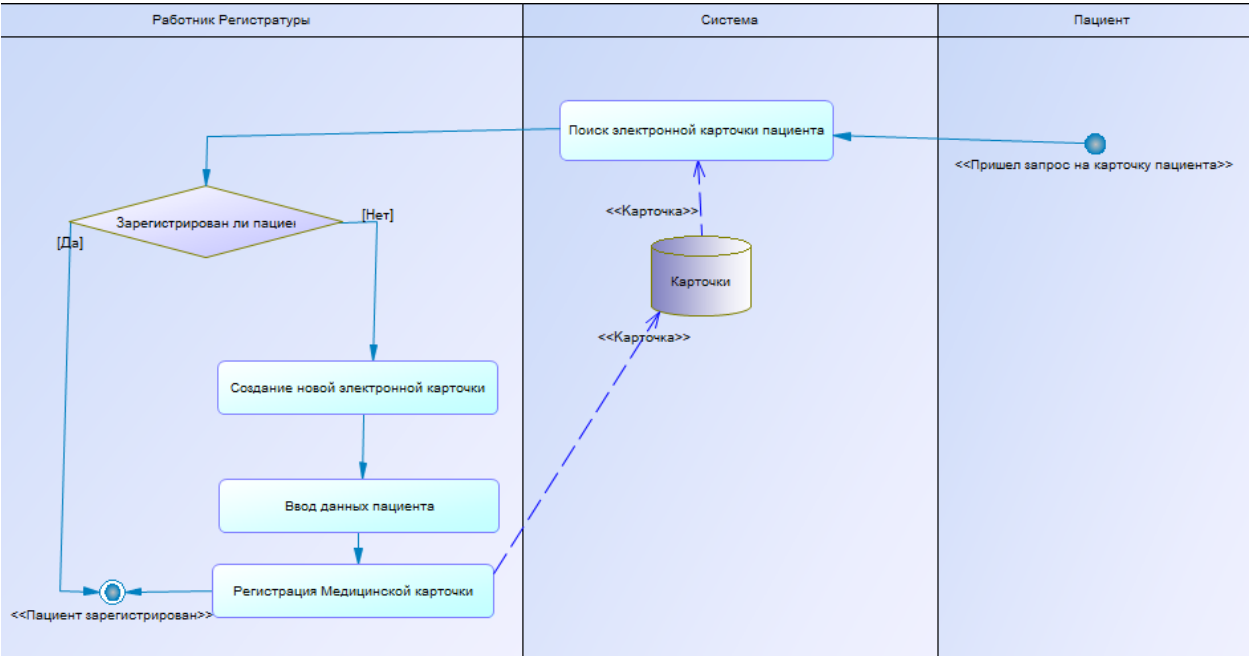 Работник Регистратуры
Система
Пациент
Поиск электронной карточки пациента
<<Пришел запрос на карточку пациента>>
<<Карточка>>
Зарегистрирован ли пациен
[Нет]
[Да]
Карточки
<<Карточка>>
Создание новой электронной карточки
Ввод данных пациента
Регистрация Медицинской карточки
<<Пациент зарегистрирован>>